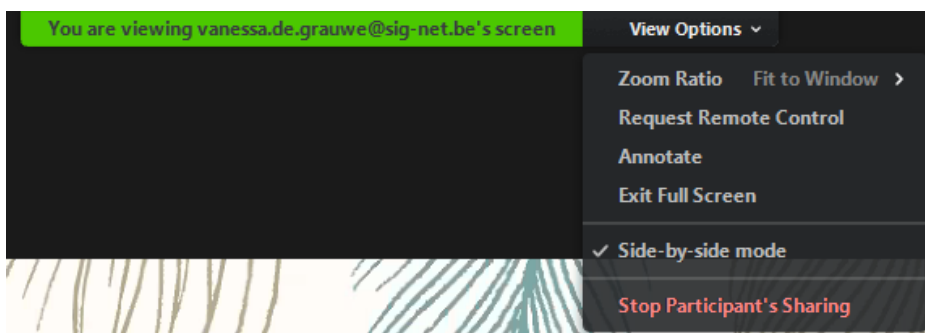 You are viewing vanessa.de.grauwe@sig-net.be's screen
View Options
Zoom Ratio Fit to Window
Request Remote Control
Annotate
Exit Full Screen
Side-by-side mode
Stop Participant's Sharing